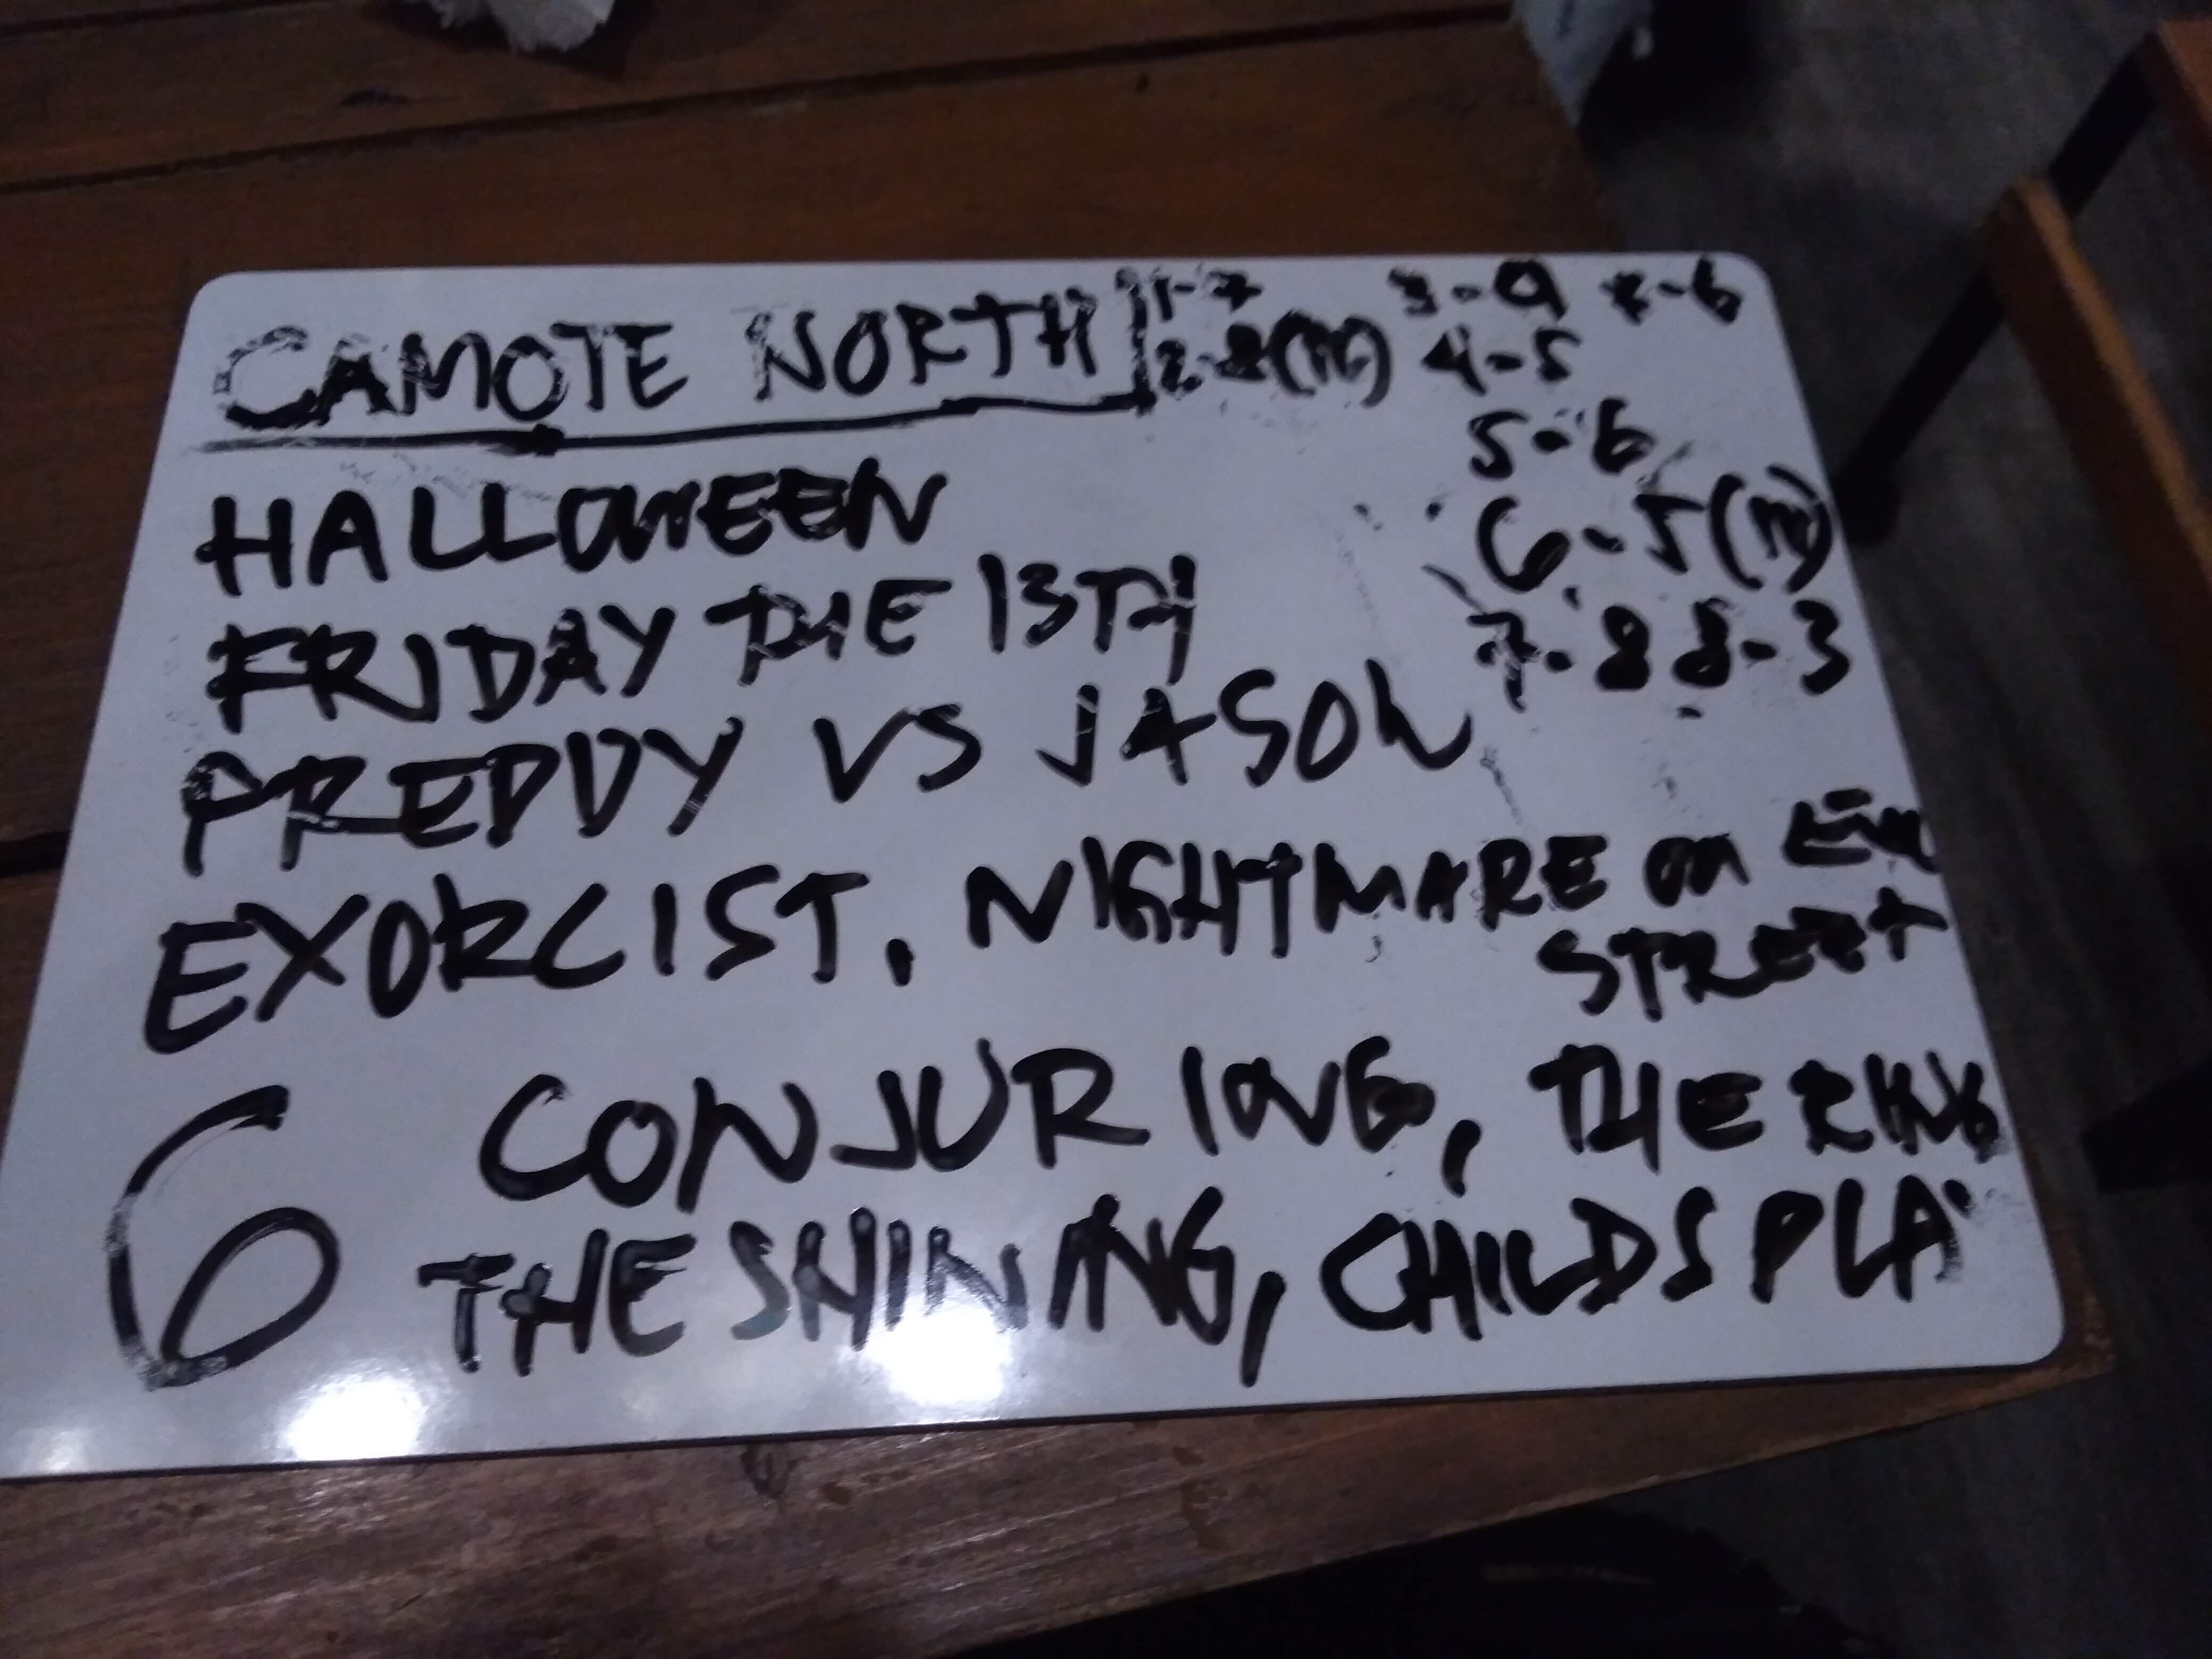 CAMOTE NORTH 1-7 3-9
2-8(m) 4-5
5-6
HALLOWEEN
6-5(m)
FRIDAY THE 13TH
7-8 8-3
FREDDY VS JASON
EXORCIST, NIGHTMARE on Elm
STREET
6 CONJURING, THE RING
THE SHINING, CHILDS PLA